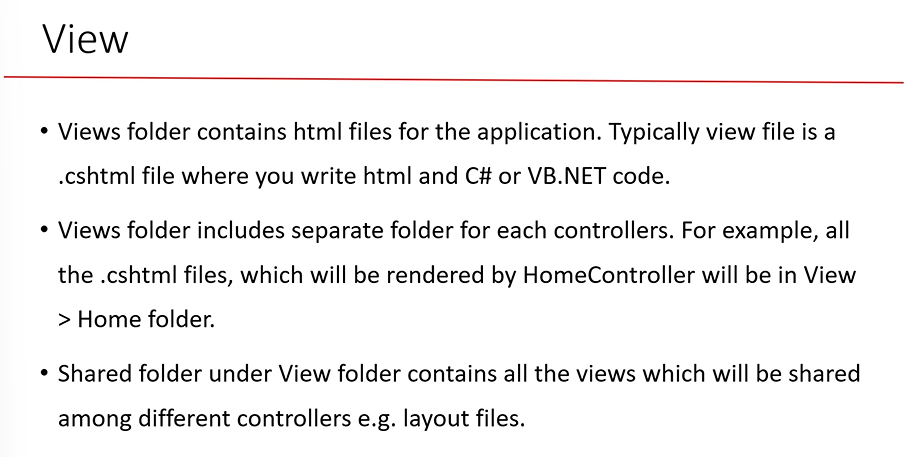 View
• Views folder contains html files for the application. Typically view file is a
.cshtml file where you write html and C# or VB.NET code.
• Views folder includes separate folder for each controllers. For example, all
the .cshtml files, which will be rendered by HomeController will be in View
> Home folder.
• Shared folder under View folder contains all the views which will be shared
among different controllers e.g. layout files.